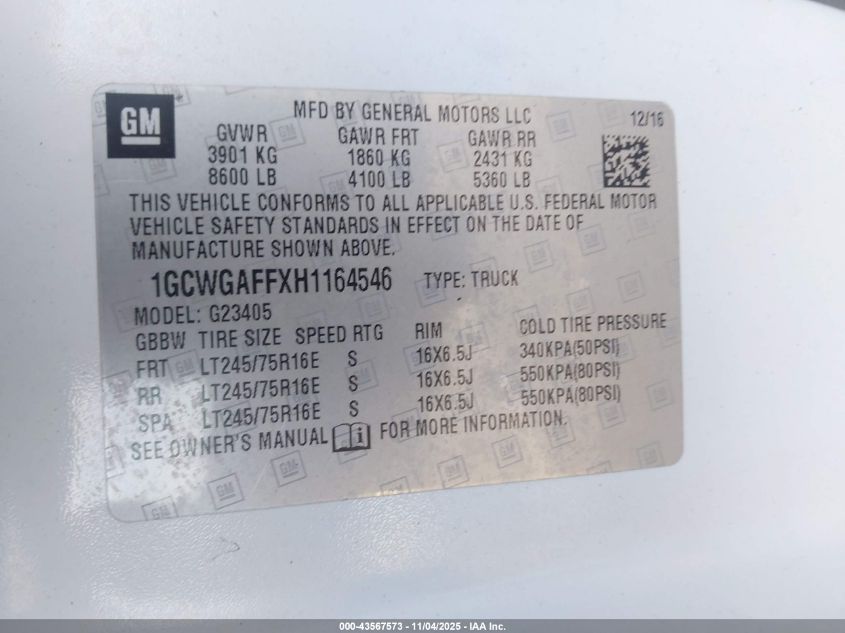 GM
MFD BY GENERAL MOTORS LLC 12/16
GVWR GAWR FRT GAWR RR
3901 KG 1860 KG 2431 KG
8600 LB 4100 LB 5360 LB
THIS VEHICLE CONFORMS TO ALL APPLICABLE U.S. FEDERAL MOTOR
VEHICLE SAFETY STANDARDS IN EFFECT ON THE DATE OF
MANUFACTURE SHOWN ABOVE.
1GCWGAFFXH1164546 TYPE: TRUCK
MODEL: G23405
GBBW TIRE SIZE SPEED RTG RIM COLD TIRE PRESSURE
FRT LT245/75R16E S 16X6.5J 340KPA(50PSI)
RR LT245/75R16E S 16X6.5J 550KPA(80PSI)
SPA LT245/75R16E S 16X6.5J 550KPA(80PSI)
SEE OWNER'S MANUAL i FOR MORE INFORMATION.
000-43567573 - 11/04/2025 - IAA Inc.